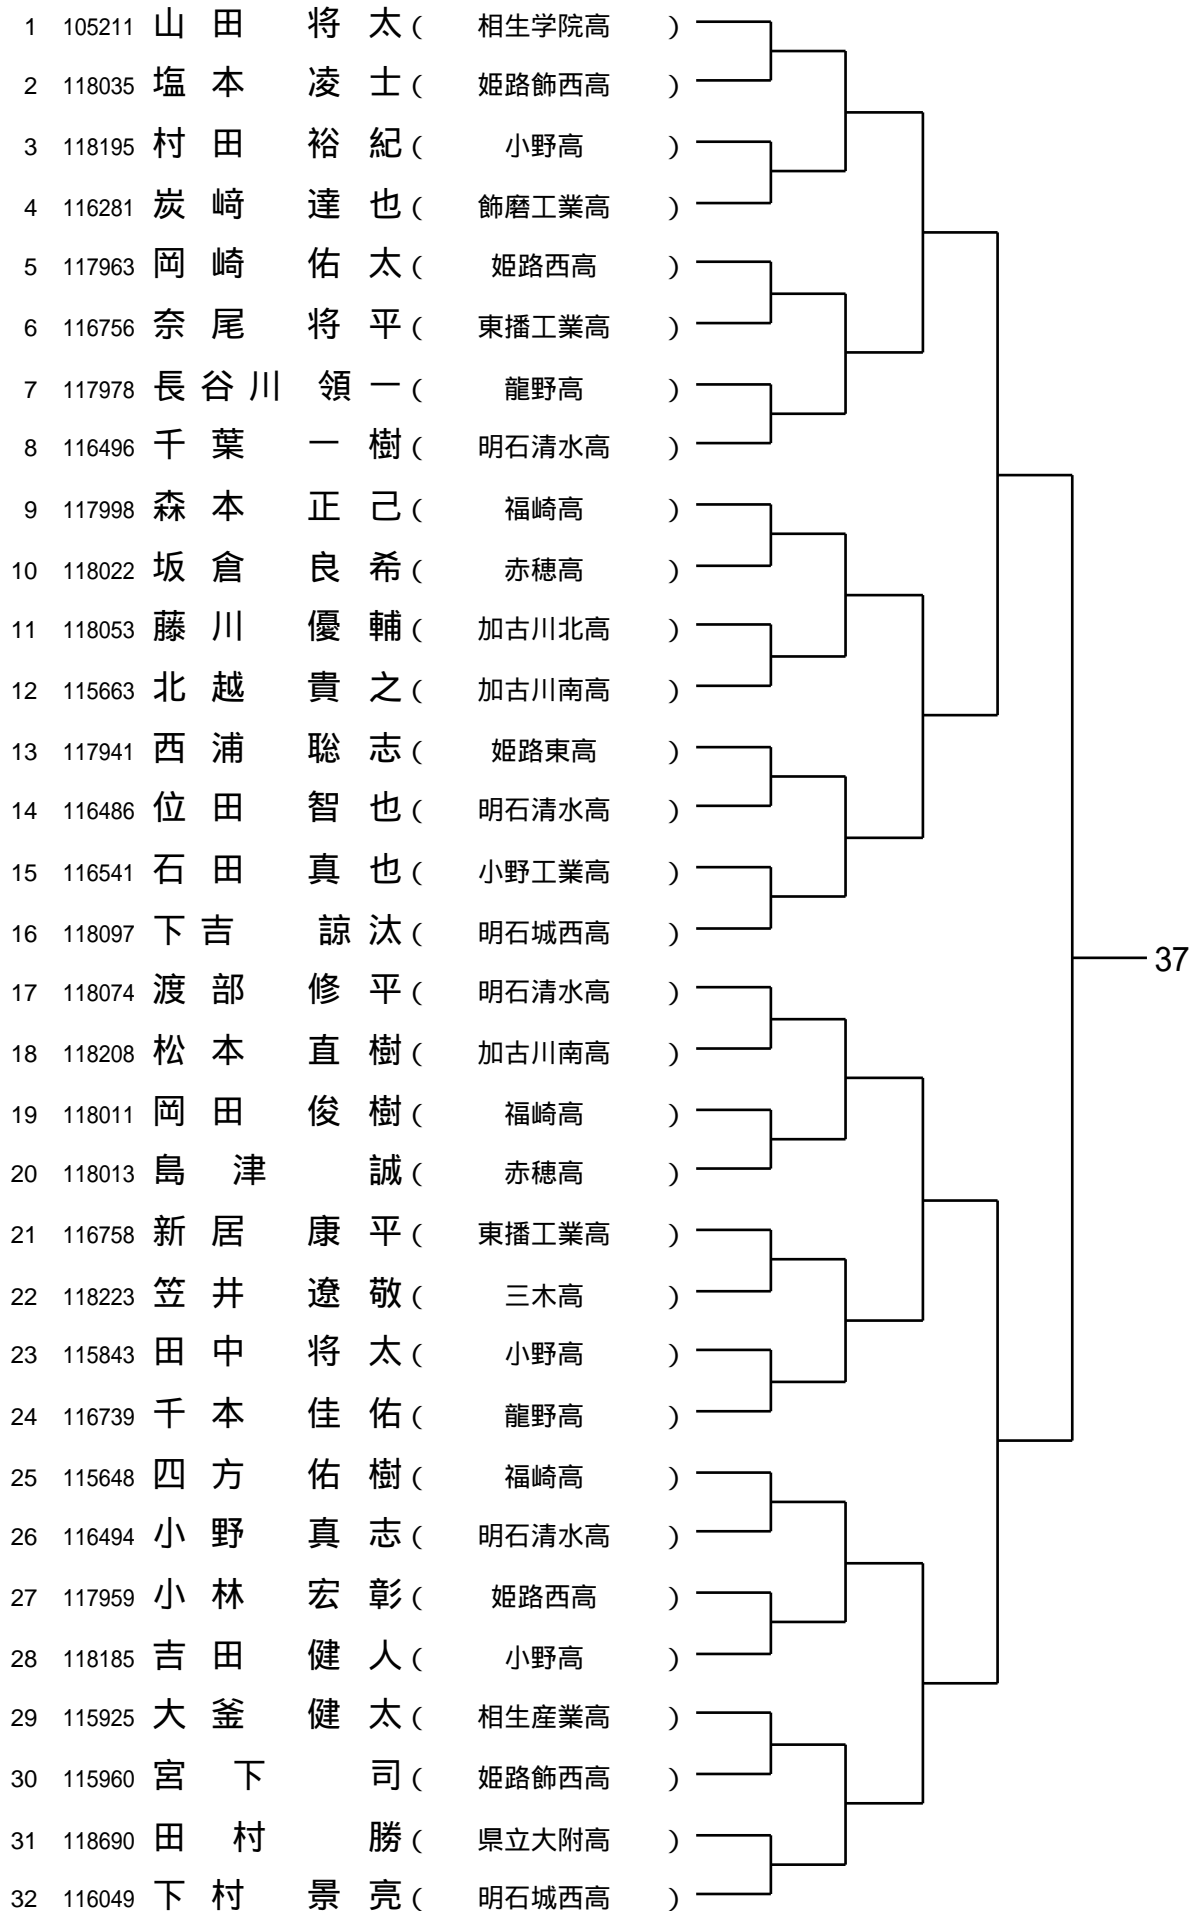 1 105211 山田 将太 ( 相生学院高 )
2 118035 塩本 凌士 ( 姫路飾西高 )
3 118195 村田 裕紀 ( 小野高 )
4 116281 炭﨑 達也 ( 飾磨工業高 )
5 117963 岡崎 佑太 ( 姫路西高 )
6 116756 奈尾 将平 ( 東播工業高 )
7 117978 長谷川 領一 ( 龍野高 )
8 116496 千葉 一樹 ( 明石清水高 )
9 117998 森本 正己 ( 福崎高 )
10 118022 坂倉 良希 ( 赤穂高 )
11 118053 藤川 優輔 ( 加古川北高 )
12 115663 北越 貴之 ( 加古川南高 )
13 117941 西浦 聡志 ( 姫路東高 )
14 116486 位田 智也 ( 明石清水高 )
15 116541 石田 真也 ( 小野工業高 )
16 118097 下吉 諒汰 ( 明石城西高 )
37
17 118074 渡部 修平 ( 明石清水高 )
18 118208 松本 直樹 ( 加古川南高 )
19 118011 岡田 俊樹 ( 福崎高 )
20 118013 島津 誠 ( 赤穂高 )
21 116758 新居 康平 ( 東播工業高 )
22 118223 笠井 遼敬 ( 三木高 )
23 115843 田中 将太 ( 小野高 )
24 116739 千本 佳佑 ( 龍野高 )
25 115648 四方 佑樹 ( 福崎高 )
26 116494 小野 真志 ( 明石清水高 )
27 117959 小林 宏彰 ( 姫路西高 )
28 118185 吉田 健人 ( 小野高 )
29 115925 大釜 健太 ( 相生産業高 )
30 115960 宮下 司 ( 姫路飾西高 )
31 118690 田村 勝 ( 県立大附高 )
32 116049 下村 景亮 ( 明石城西高 )